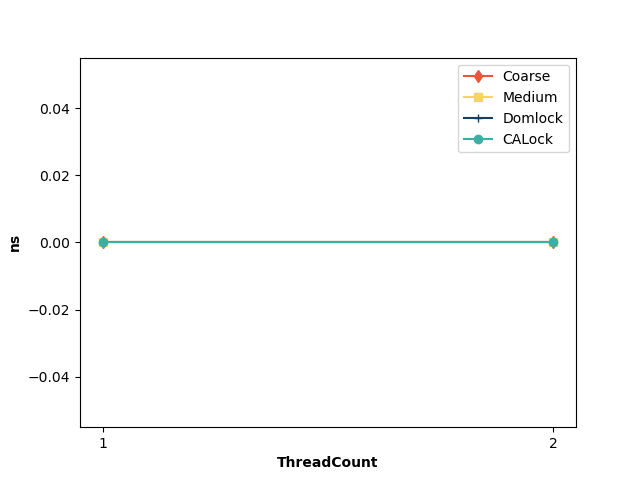 Coarse
Medium
Domlock
CALock
0.04
0.02
0.00
−0.02
−0.04
ns
1
2
ThreadCount